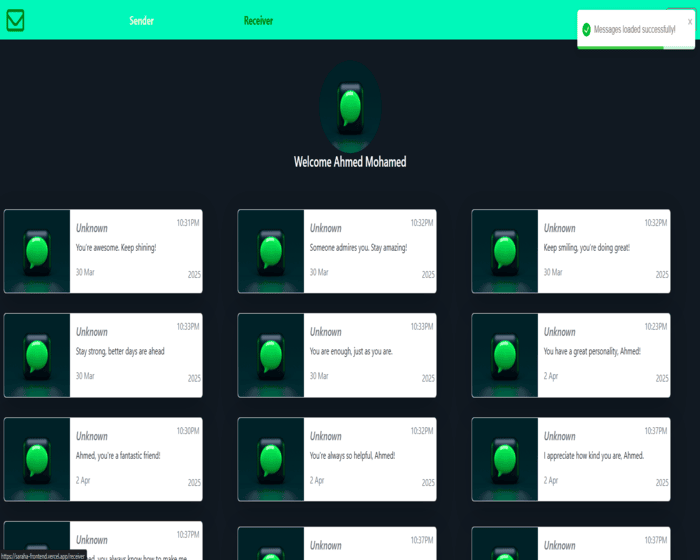 Sender
Receiver
Messages loaded successfully!
x
Welcome Ahmed Mohamed
Unknown
10:31PM
You're awesome. Keep shining!
30 Mar
2025
Unknown
10:32PM
Someone admires you. Stay amazing!
30 Mar
2025
Unknown
10:32PM
Keep smiling, you're doing great!
30 Mar
2025
Unknown
10:33PM
Stay strong, better days are ahead
30 Mar
2025
Unknown
10:33PM
You are enough, just as you are.
30 Mar
2025
Unknown
10:23PM
You have a great personality, Ahmed!
2 Apr
2025
Unknown
10:30PM
Ahmed, you're a fantastic friend!
2 Apr
2025
Unknown
10:32PM
You're always so helpful, Ahmed!
2 Apr
2025
Unknown
10:37PM
I appreciate how kind you are, Ahmed.
2 Apr
2025
Unknown
10:37PM
you always know how to make me
Unknown
10:37PM
Unknown
10:37PM
https://saraha-frontend.vercel.app/receiver